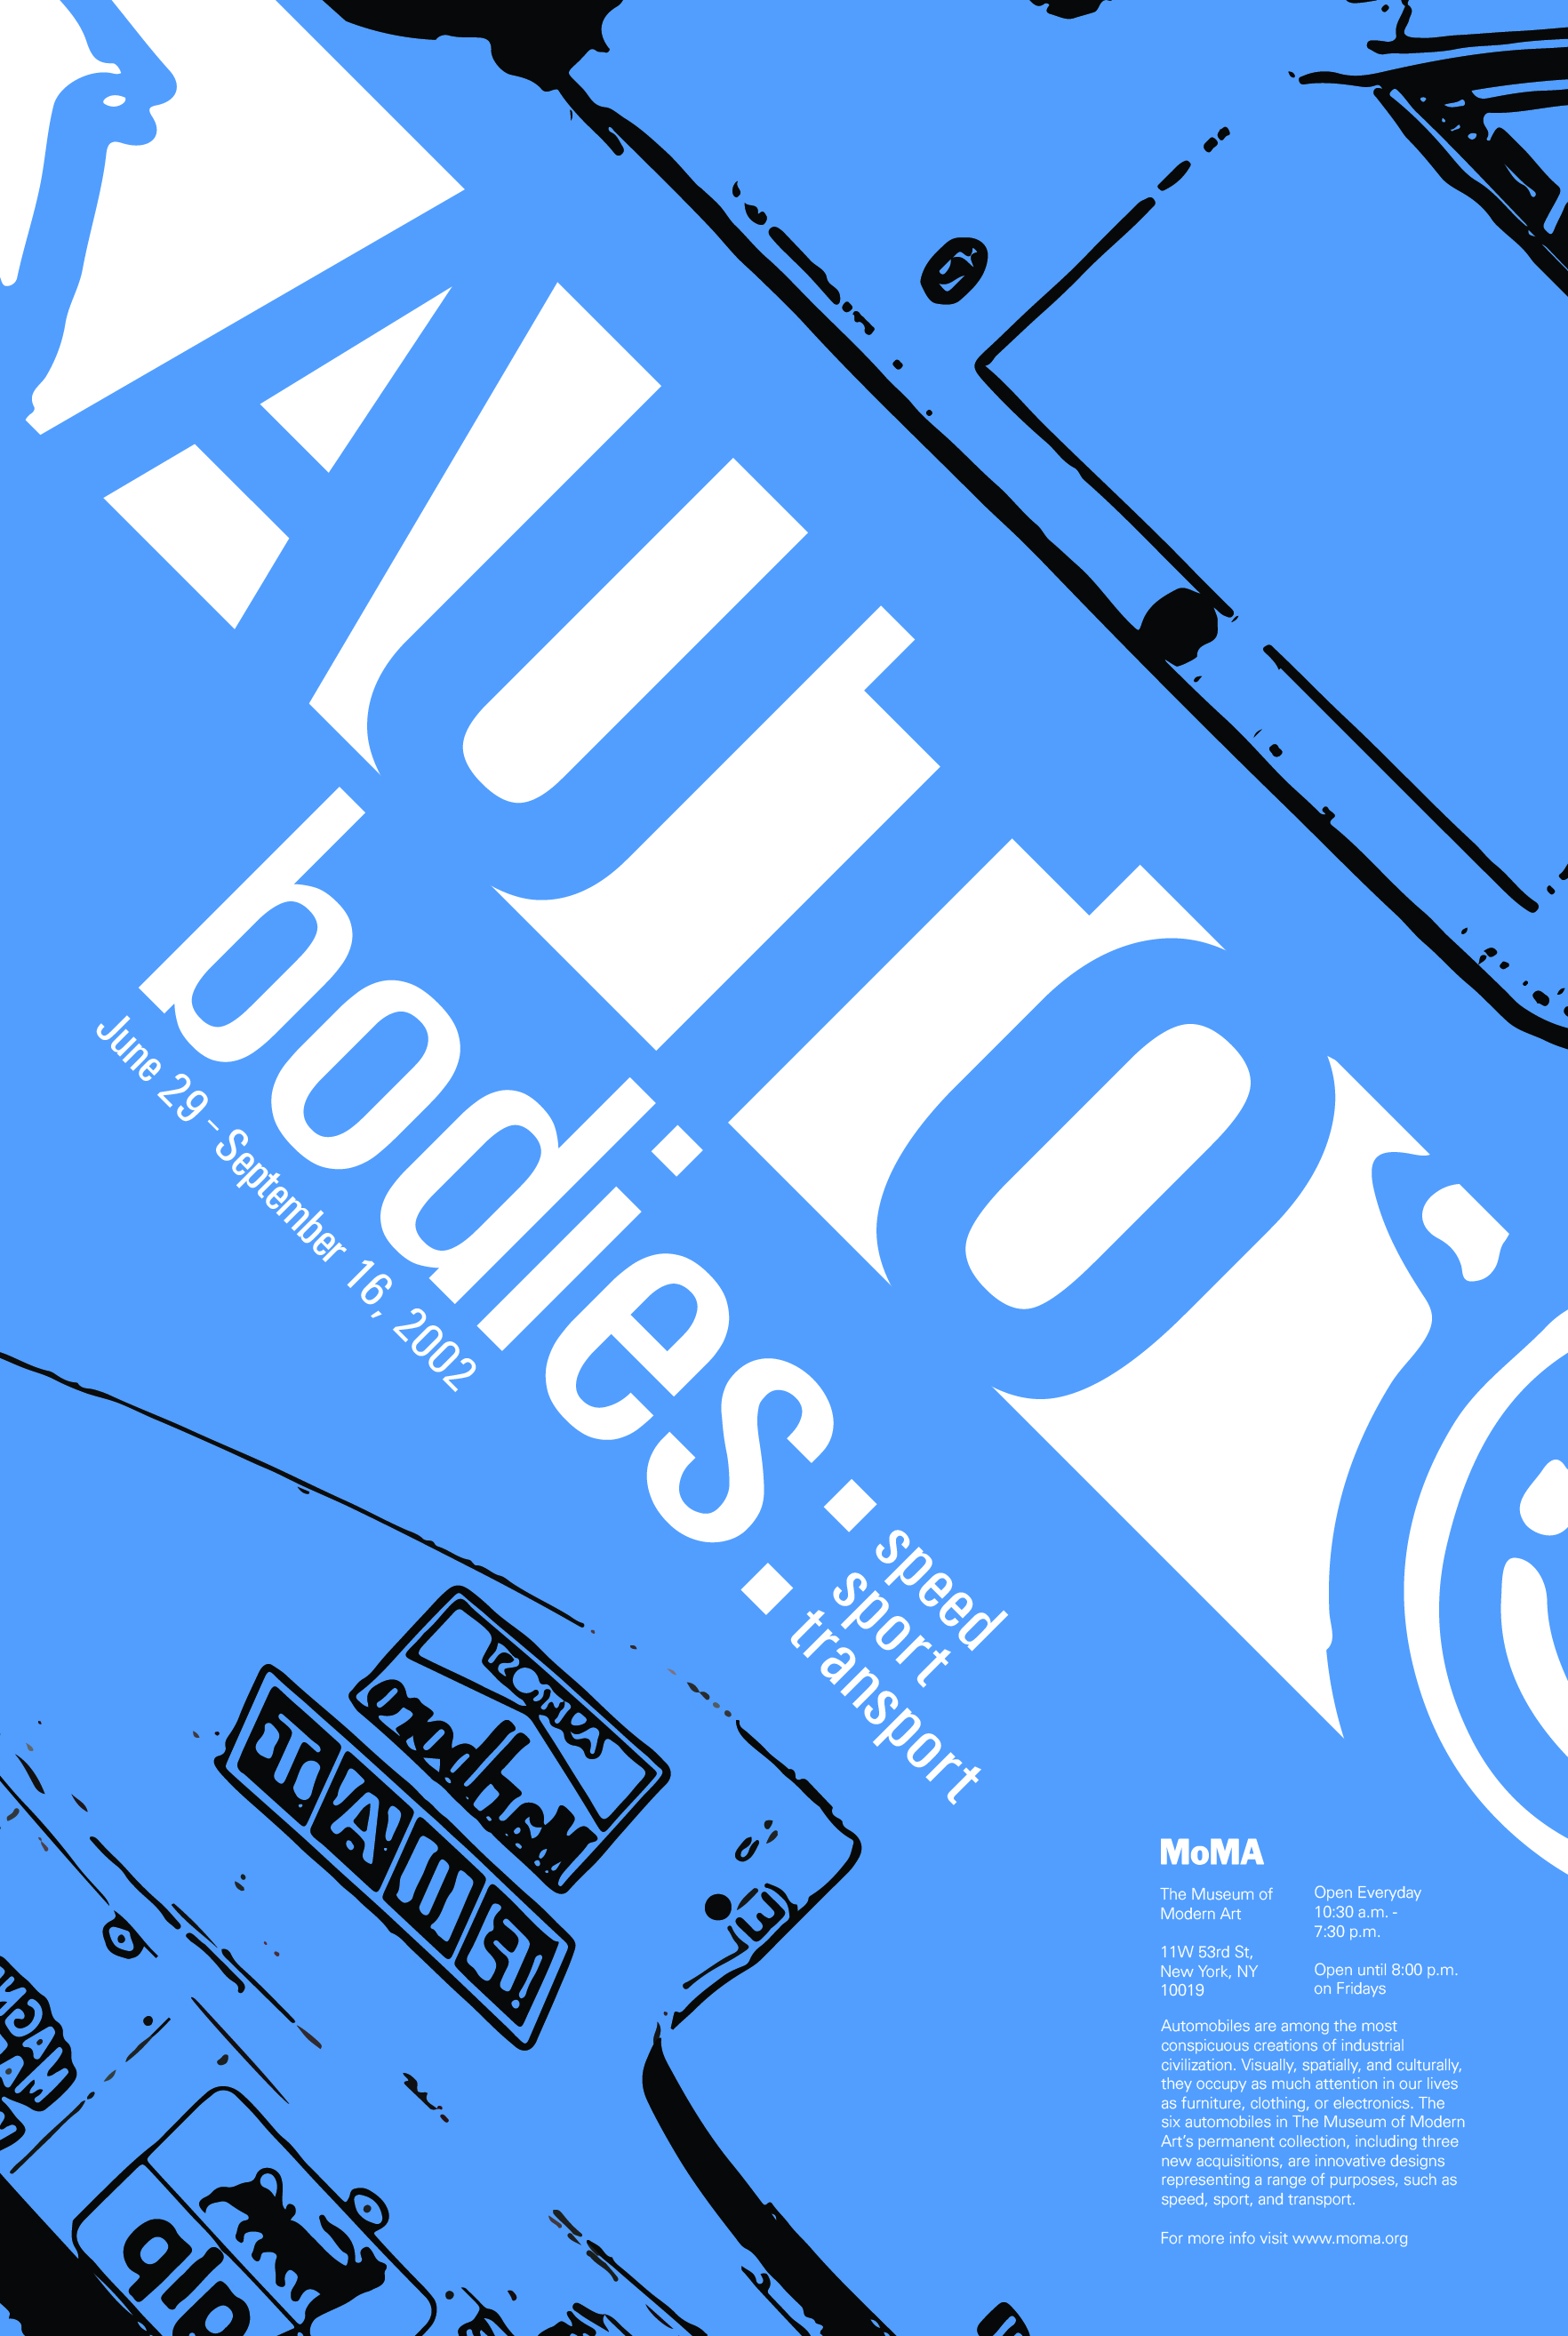 AUTO
bodies:
June 29 – September 16, 2002
speed
sport
transport
MoMA
The Museum of
Modern Art
11W 53rd St,
New York, NY
10019
Open Everyday
10:30 a.m. -
7:30 p.m.
Open until 8:00 p.m.
on Fridays
Automobiles are among the most
conspicuous creations of industrial
civilization. Visually, spatially, and culturally,
they occupy as much attention in our lives
as furniture, clothing, or electronics. The
six automobiles in The Museum of Modern
Art's permanent collection, including three
new acquisitions, are innovative designs
representing a range of purposes, such as
speed, sport, and transport.
For more info visit www.moma.org